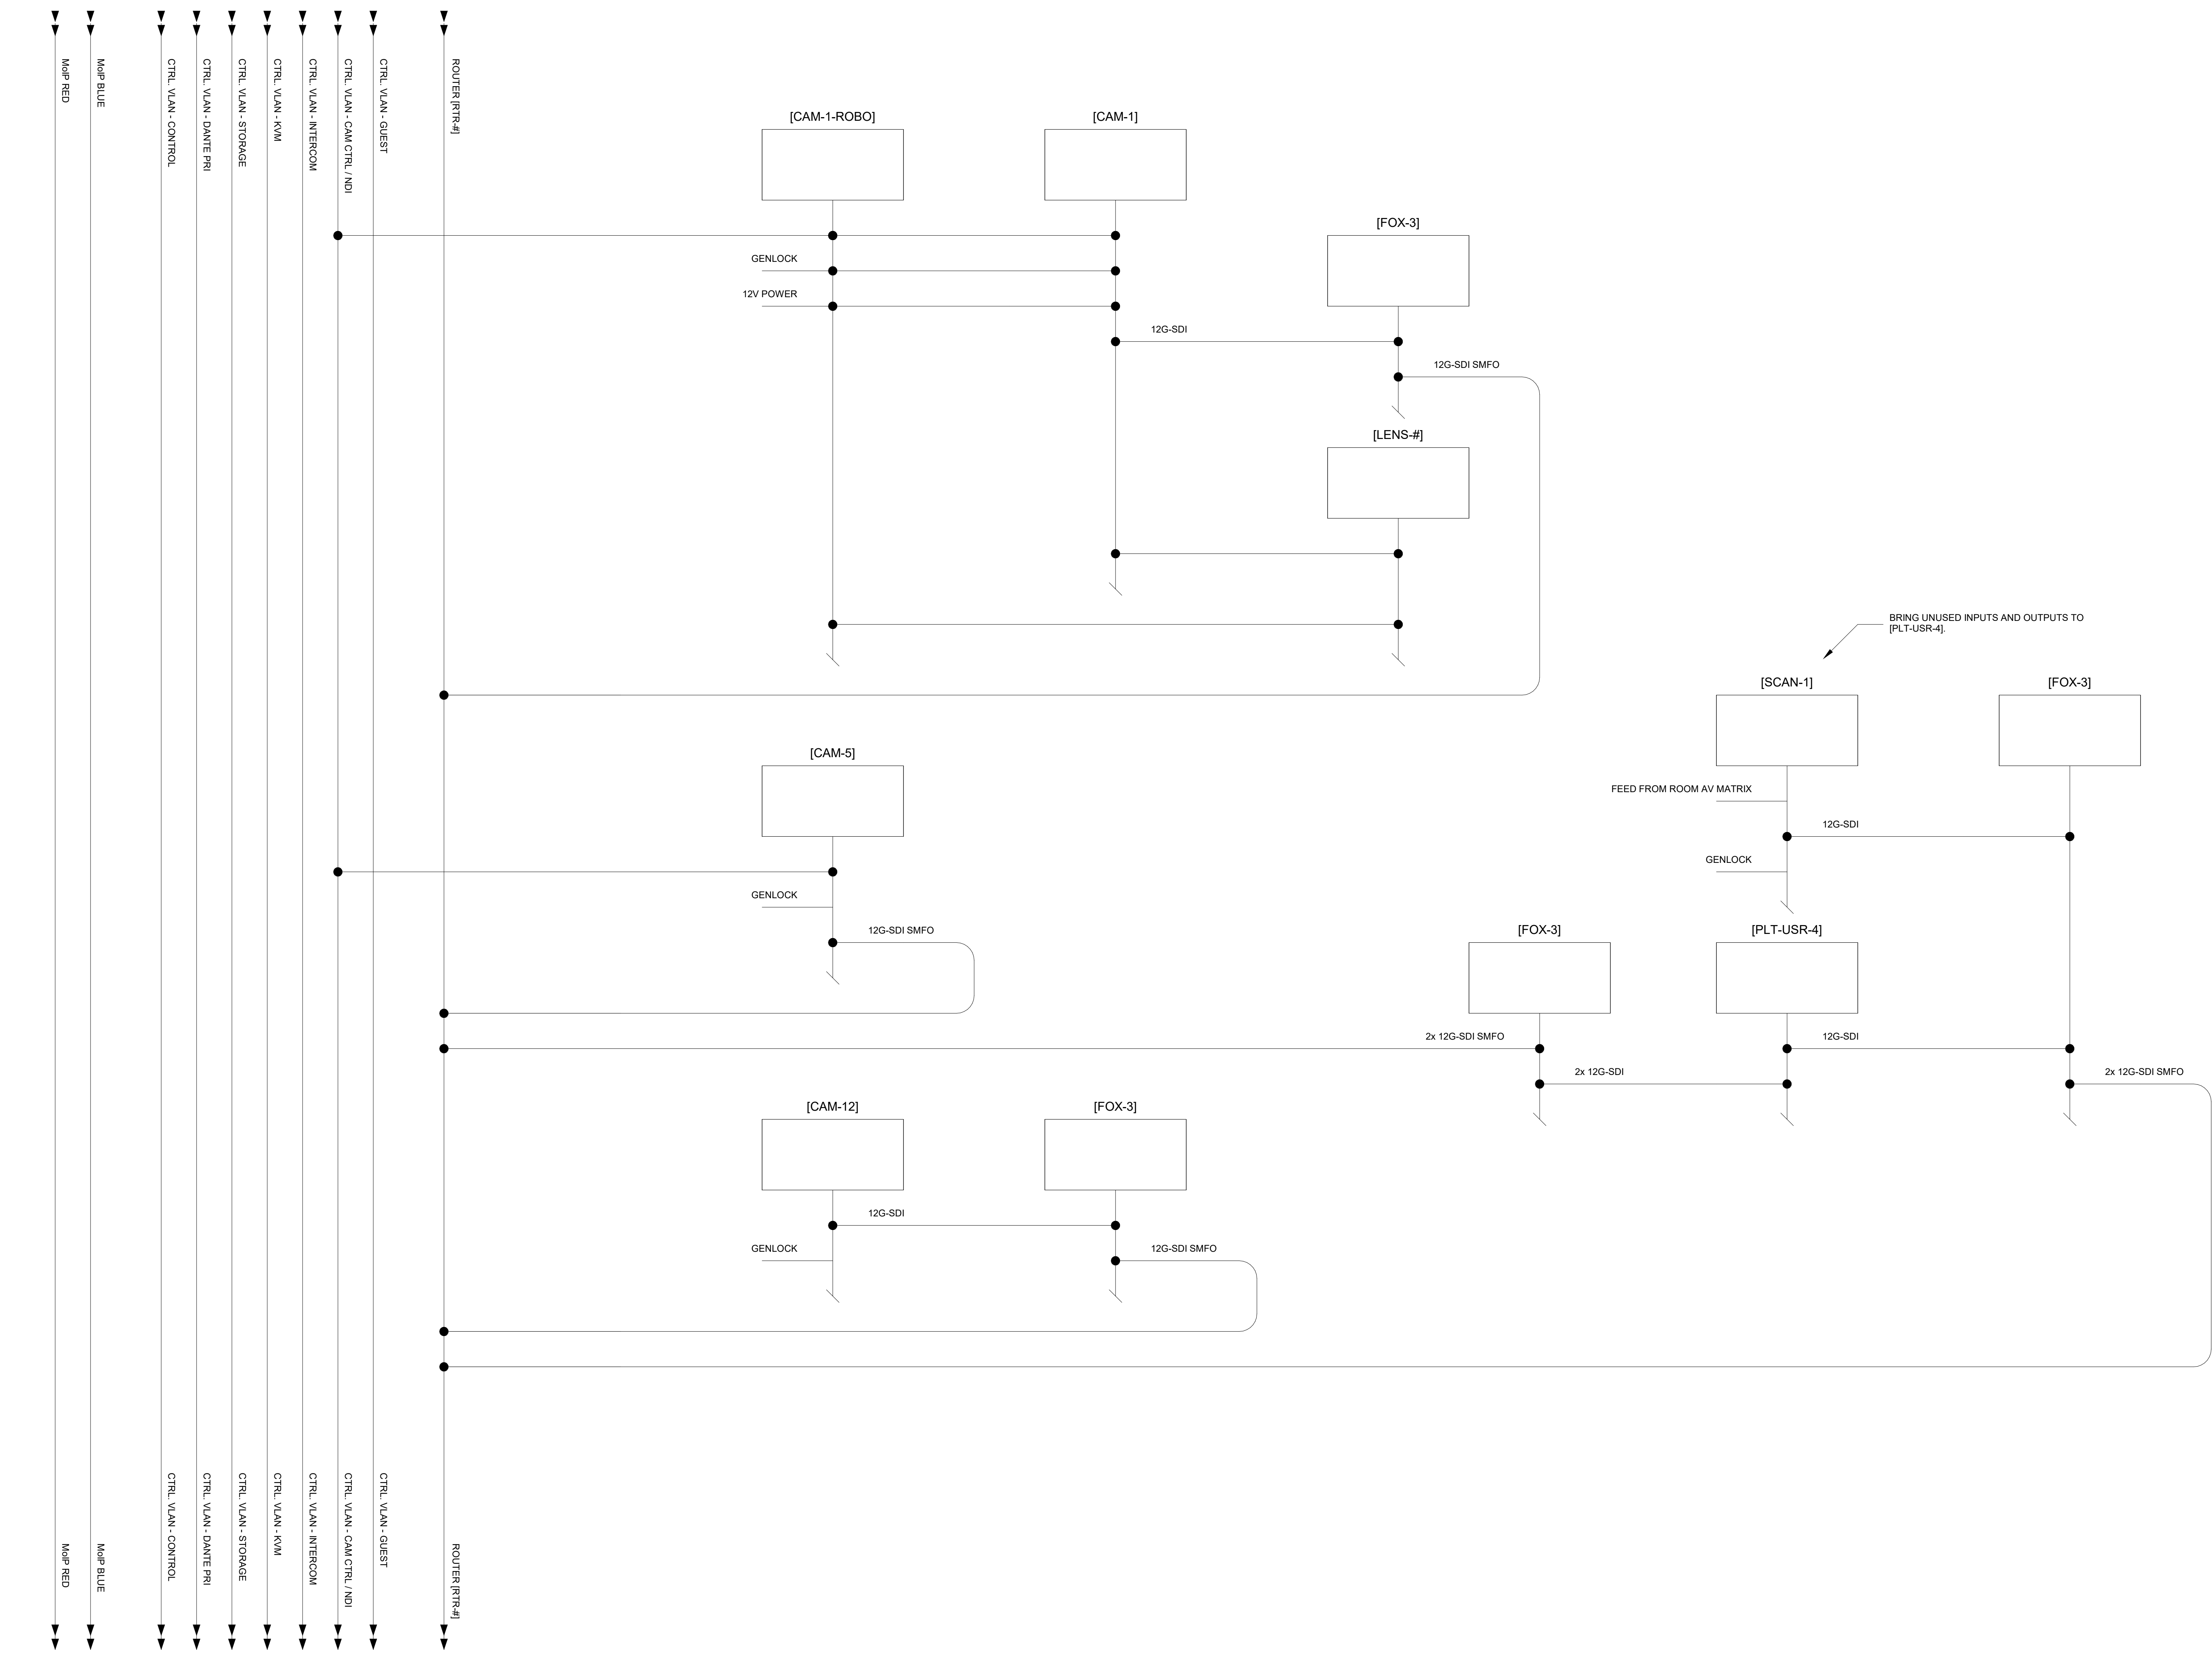 MoIP RED
MoIP BLUE
CTRL. VLAN - CONTROL
CTRL. VLAN - DANTE PRI
CTRL. VLAN - STORAGE
CTRL. VLAN - KVM
CTRL. VLAN - INTERCOM
CTRL. VLAN - CAM CTRL / NDI
CTRL. VLAN - GUEST
ROUTER [RTR-#]
[CAM-1-ROBO]
[CAM-1]
[FOX-3]
GENLOCK
12V POWER
12G-SDI
12G-SDI SMFO
[LENS-#]
BRING UNUSED INPUTS AND OUTPUTS TO
[PLT-USR-4].
[SCAN-1]
[FOX-3]
[CAM-5]
FEED FROM ROOM AV MATRIX
12G-SDI
GENLOCK
GENLOCK
12G-SDI SMFO
[FOX-3]
[PLT-USR-4]
2x 12G-SDI SMFO
12G-SDI
2x 12G-SDI
2x 12G-SDI SMFO
[CAM-12]
[FOX-3]
12G-SDI
GENLOCK
12G-SDI SMFO
MoIP RED
MoIP BLUE
CTRL. VLAN - CONTROL
CTRL. VLAN - DANTE PRI
CTRL. VLAN - STORAGE
CTRL. VLAN - KVM
CTRL. VLAN - INTERCOM
CTRL. VLAN - CAM CTRL / NDI
CTRL. VLAN - GUEST
ROUTER [RTR-#]